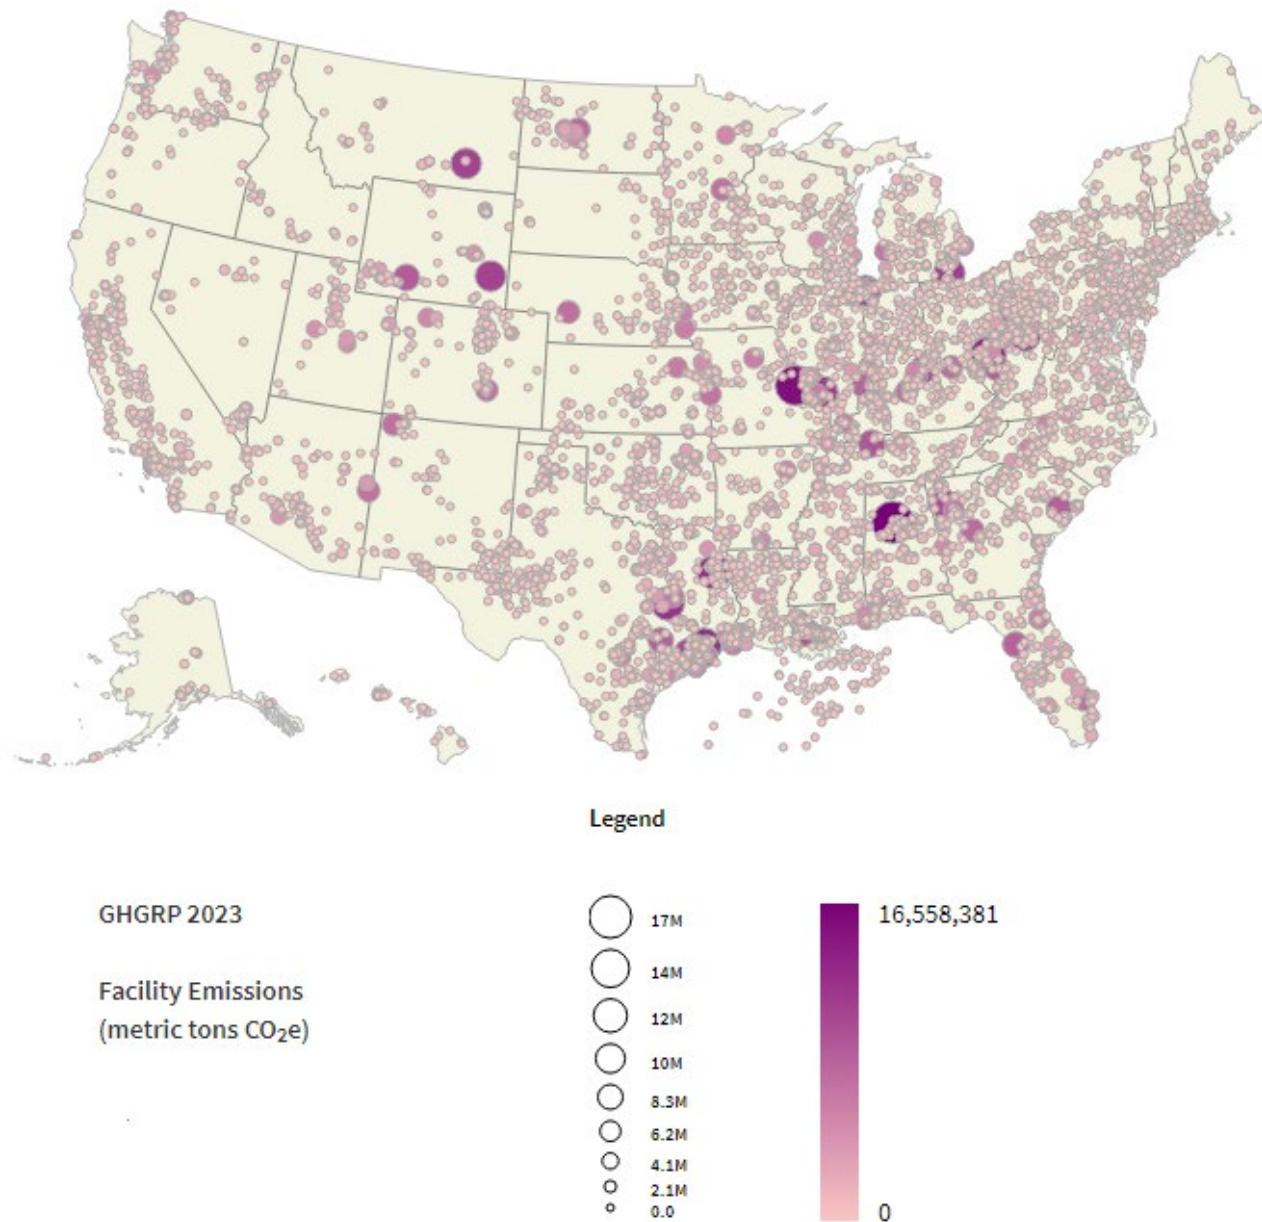 Legend
GHGRP 2023
Facility Emissions
(metric tons CO₂e)
17M
14M
12M
10M
8.3M
6.2M
4.1M
2.1M
0.0
16,558,381
0